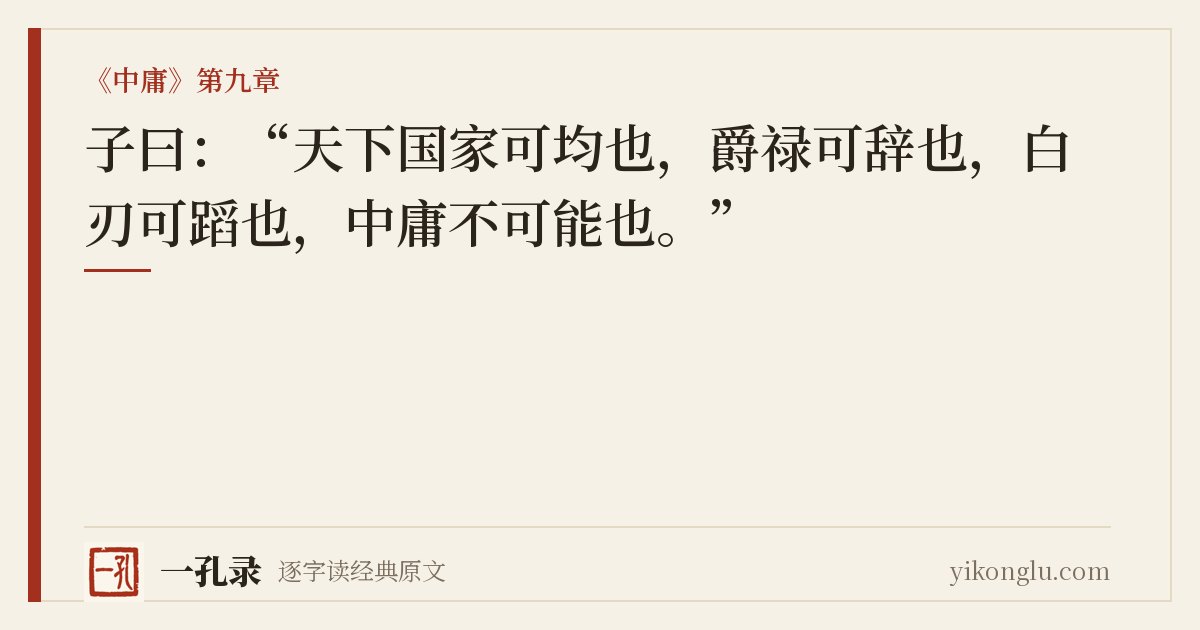 《中庸》第九章
子曰：“天下国家可均也，爵禄可辞也，白
刃可蹈也，中庸不可能也。”
一孔
一孔录 逐字读经典原文 yikonglu.com